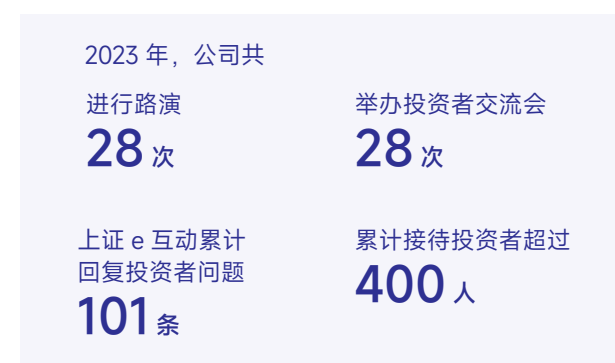 2023 年，公司共
进行路演
28 次
举办投资者交流会
28 次
上证 e 互动累计
回复投资者问题
101 条
累计接待投资者超过
400 人